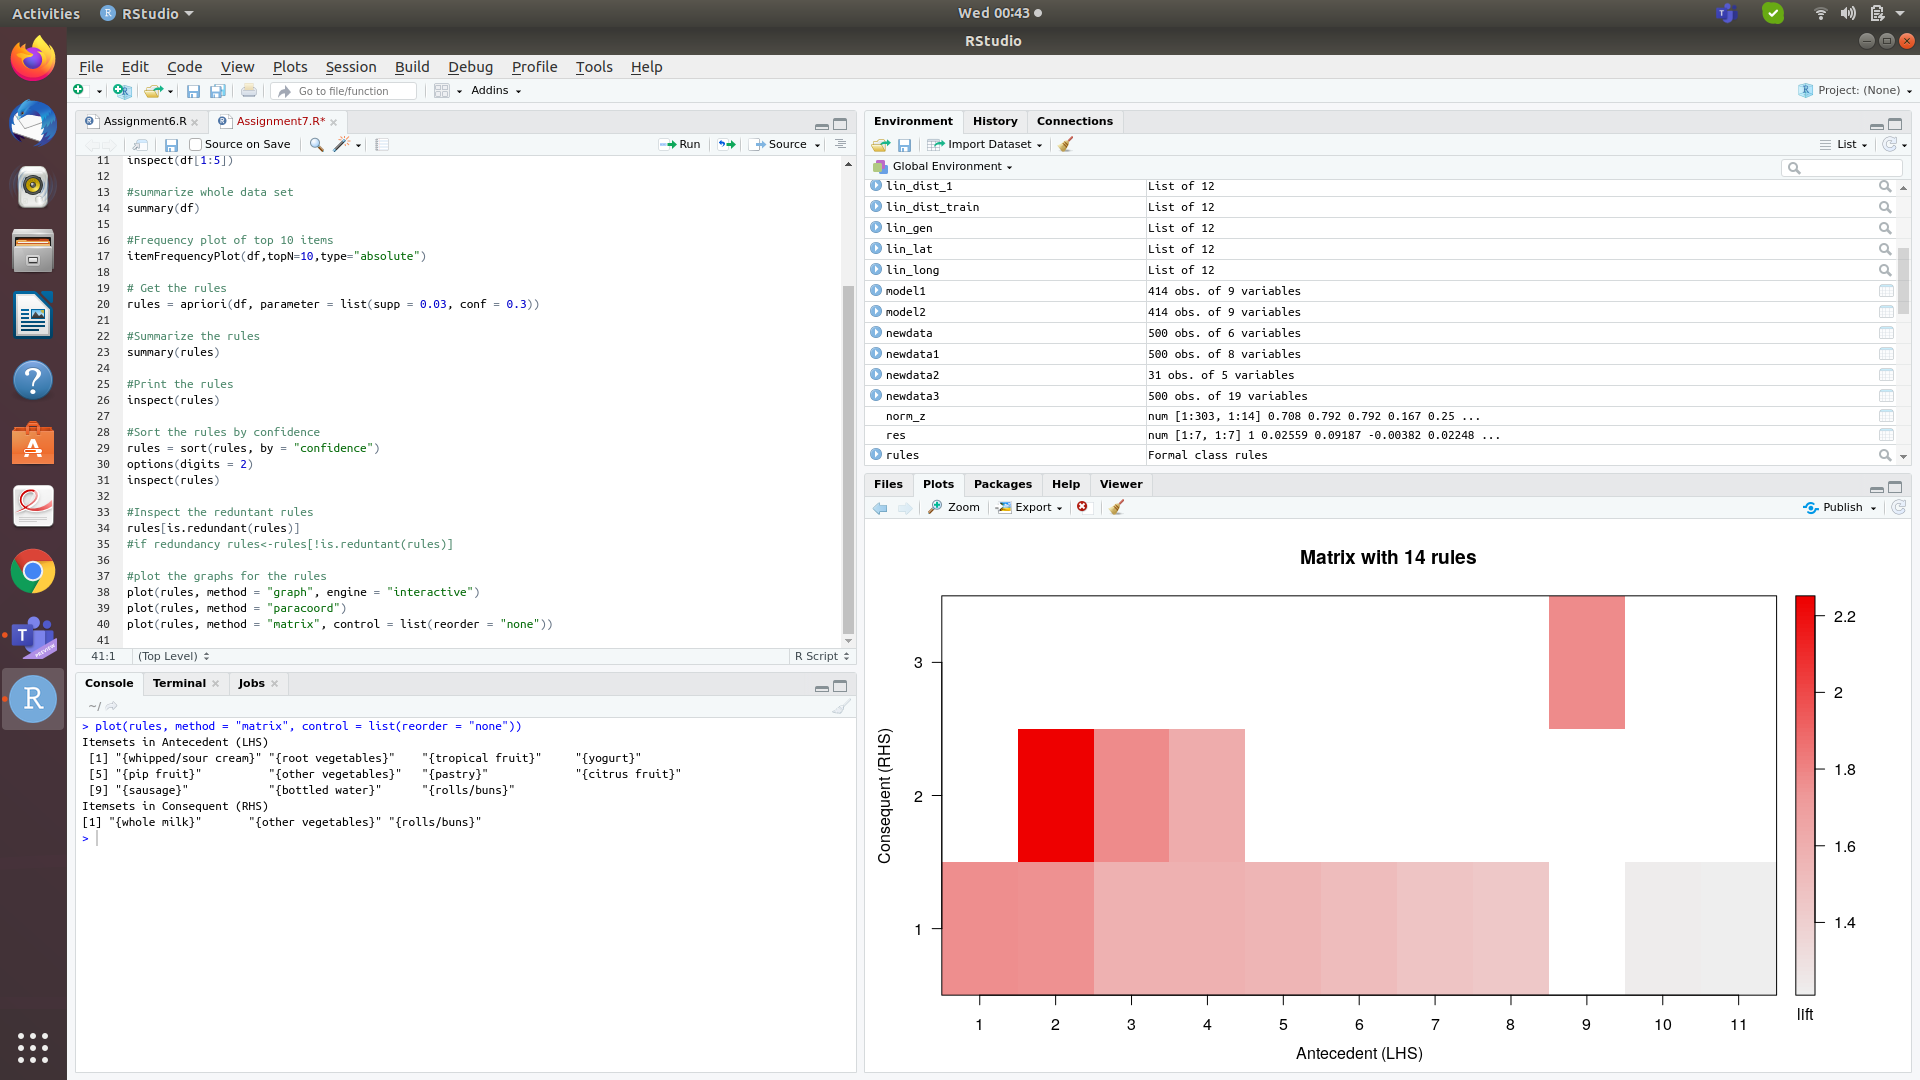 Activities RStudio Wed 00:43
RStudio
File Edit Code View Plots Session Build Debug Profile Tools Help
Go to file/function Addins Project: (None)
Assignment6.R Assignment7.R*
Source on Save Run Source
11 inspect(df[1:5])
12
13 #summarize whole data set
14 summary(df)
15
16 #Frequency plot of top 10 items
17 itemFrequencyPlot(df,topN=10,type="absolute")
18
19 # Get the rules
20 rules = apriori(df, parameter = list(supp = 0.03, conf = 0.3))
21
22 #Summarize the rules
23 summary(rules)
24
25 #Print the rules
26 inspect(rules)
27
28 #Sort the rules by confidence
29 rules = sort(rules, by = "confidence")
30 options(digits = 2)
31 inspect(rules)
32
33 #Inspect the reduntant rules
34 rules[is.redundant(rules)]
35 #if redundancy rules<-rules[!is.reduntant(rules)]
36
37 #plot the graphs for the rules
38 plot(rules, method = "graph", engine = "interactive")
39 plot(rules, method = "paracoord")
40 plot(rules, method = "matrix", control = list(reorder = "none"))
41
41:1 (Top Level) R Script
Console Terminal Jobs
~/
> plot(rules, method = "matrix", control = list(reorder = "none"))
Itemsets in Antecedent (LHS)
[1] "{whipped/sour cream}" "{root vegetables}" "{tropical fruit}" "{yogurt}"
[5] "{pip fruit}" "{other vegetables}" "{pastry}" "{citrus fruit}"
[9] "{sausage}" "{bottled water}" "{rolls/buns}"
Itemsets in Consequent (RHS)
[1] "{whole milk}" "{other vegetables}" "{rolls/buns}"
>
Environment History Connections
Import Dataset List
Global Environment
lin_dist_1 List of 12
lin_dist_train List of 12
lin_gen List of 12
lin_lat List of 12
lin_long List of 12
model1 414 obs. of 9 variables
model2 414 obs. of 9 variables
newdata 500 obs. of 6 variables
newdata1 500 obs. of 8 variables
newdata2 31 obs. of 5 variables
newdata3 500 obs. of 19 variables
norm_z num [1:303, 1:14] 0.708 0.792 0.792 0.167 0.25 ...
res num [1:7, 1:7] 1 0.02559 0.09187 -0.00382 0.02248 ...
rules Formal class rules
Files Plots Packages Help Viewer
Zoom Export Publish
Matrix with 14 rules
Consequent (RHS)
3
2
1
1 2 3 4 5 6 7 8 9 10 11
Antecedent (LHS)
2.2
2
1.8
1.6
1.4
lift
T
PREVIEW
R